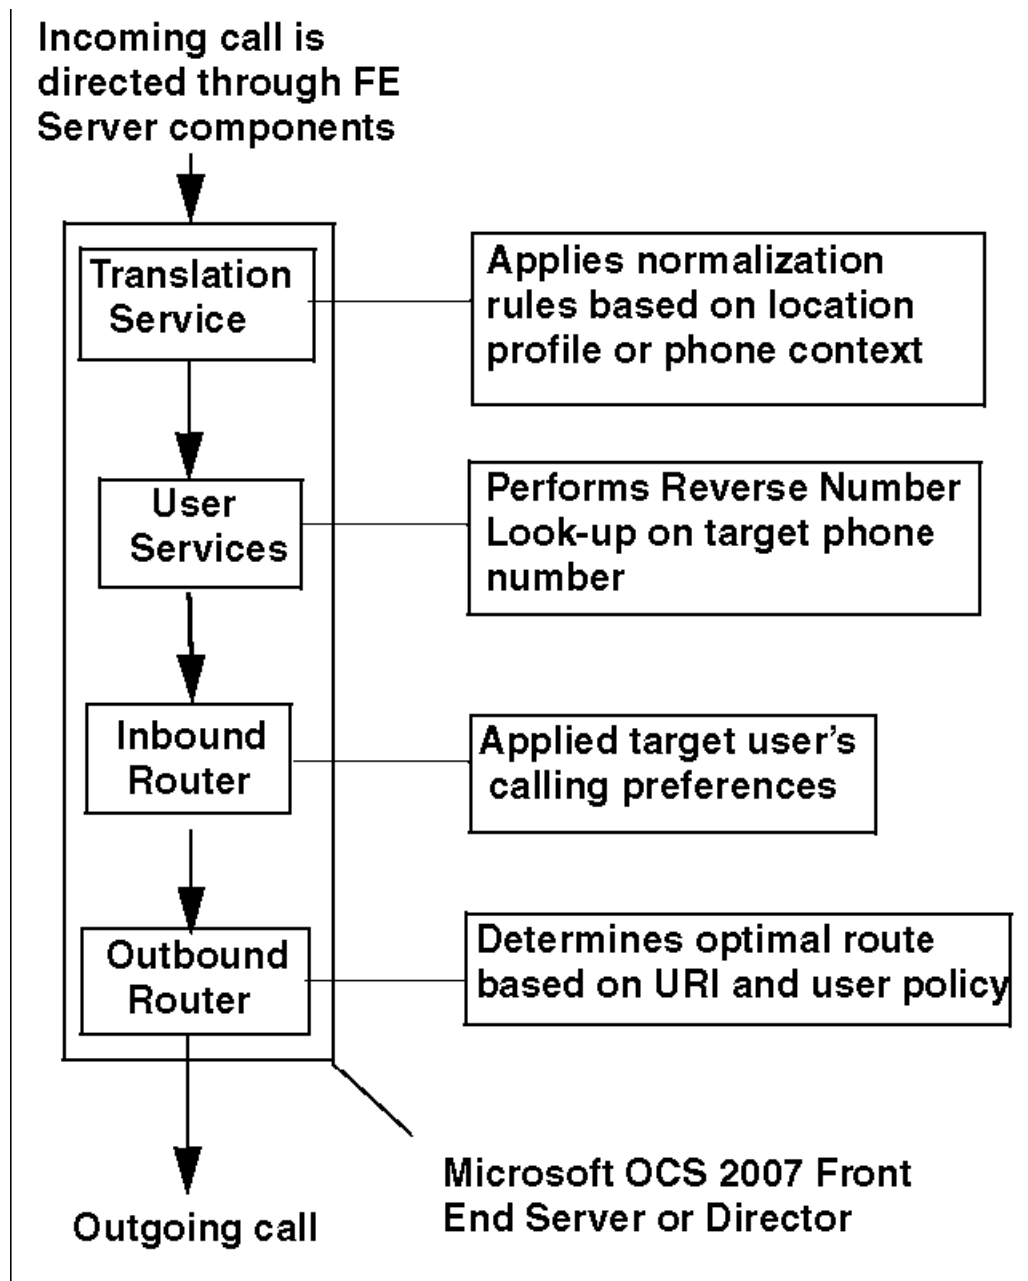 Incoming call is
directed through FE
Server components
Translation
Service
Applies normalization
rules based on location
profile or phone context
User
Services
Performs Reverse Number
Look-up on target phone
number
Inbound
Router
Applied target user's
calling preferences
Outbound
Router
Determines optimal route
based on URI and user policy
Microsoft OCS 2007 Front
End Server or Director
Outgoing call